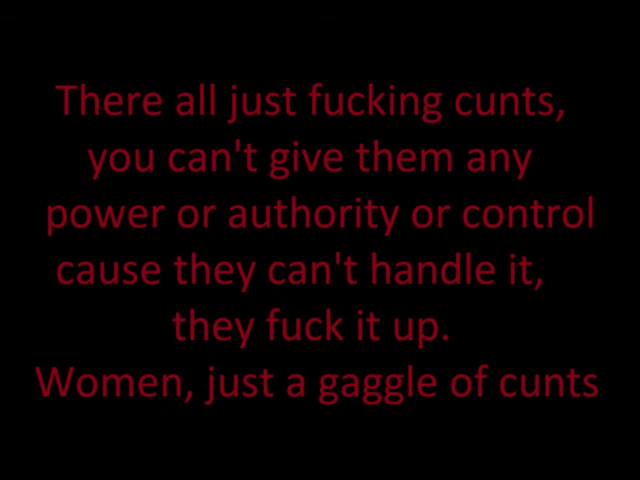 There all just fucking cunts,
you can't give them any
power or authority or control
cause they can't handle it,
they fuck it up.
Women, just a gaggle of cunts